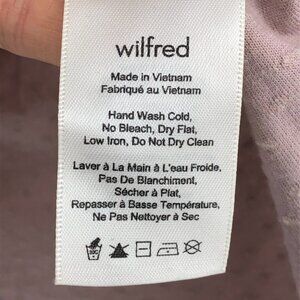 wilfred
Made in Vietnam
Fabriqué au Vietnam
Hand Wash Cold,
No Bleach, Dry Flat,
Low Iron, Do Not Dry Clean
Laver à La Main à L'eau Froide,
Pas De Blanchiment,
Sécher à Plat,
Repasser à Basse Température,
Ne Pas Nettoyer à Sec